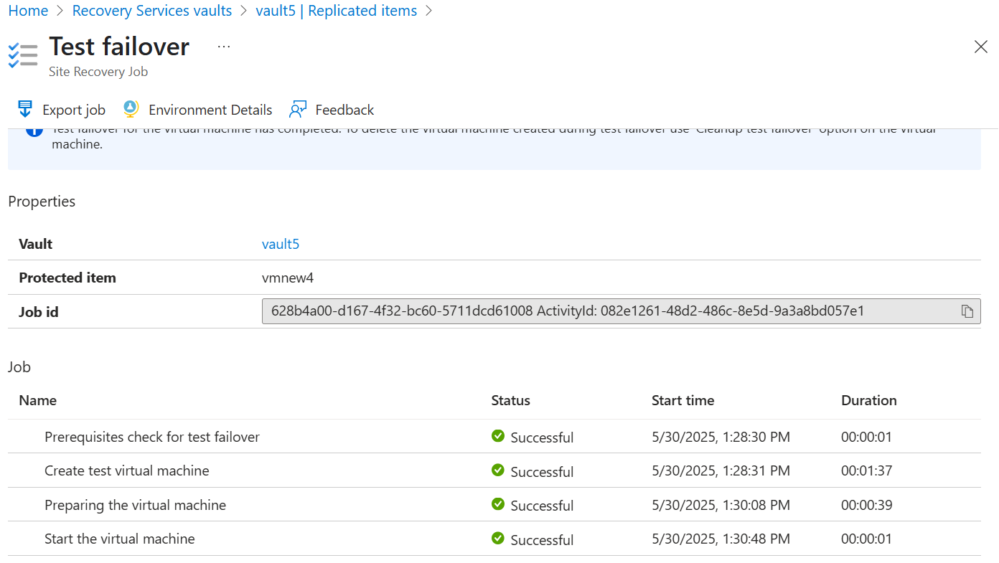 Home > Recovery Services vaults > vault5 | Replicated items >
Test failover ...
Site Recovery Job
Export job Environment Details Feedback
Test failover for the virtual machine has completed. To delete the virtual machine created during test failover use 'Cleanup test failover' option on the virtual
machine.
Properties
Vault vault5
Protected item vmnew4
Job id 628b4a00-d167-4f32-bc60-5711dcd61008 ActivityId: 082e1261-48d2-486c-8e5d-9a3a8bd057e1
Job
Name Status Start time Duration
Prerequisites check for test failover Successful 5/30/2025, 1:28:30 PM 00:00:01
Create test virtual machine Successful 5/30/2025, 1:28:31 PM 00:01:37
Preparing the virtual machine Successful 5/30/2025, 1:30:08 PM 00:00:39
Start the virtual machine Successful 5/30/2025, 1:30:48 PM 00:00:01